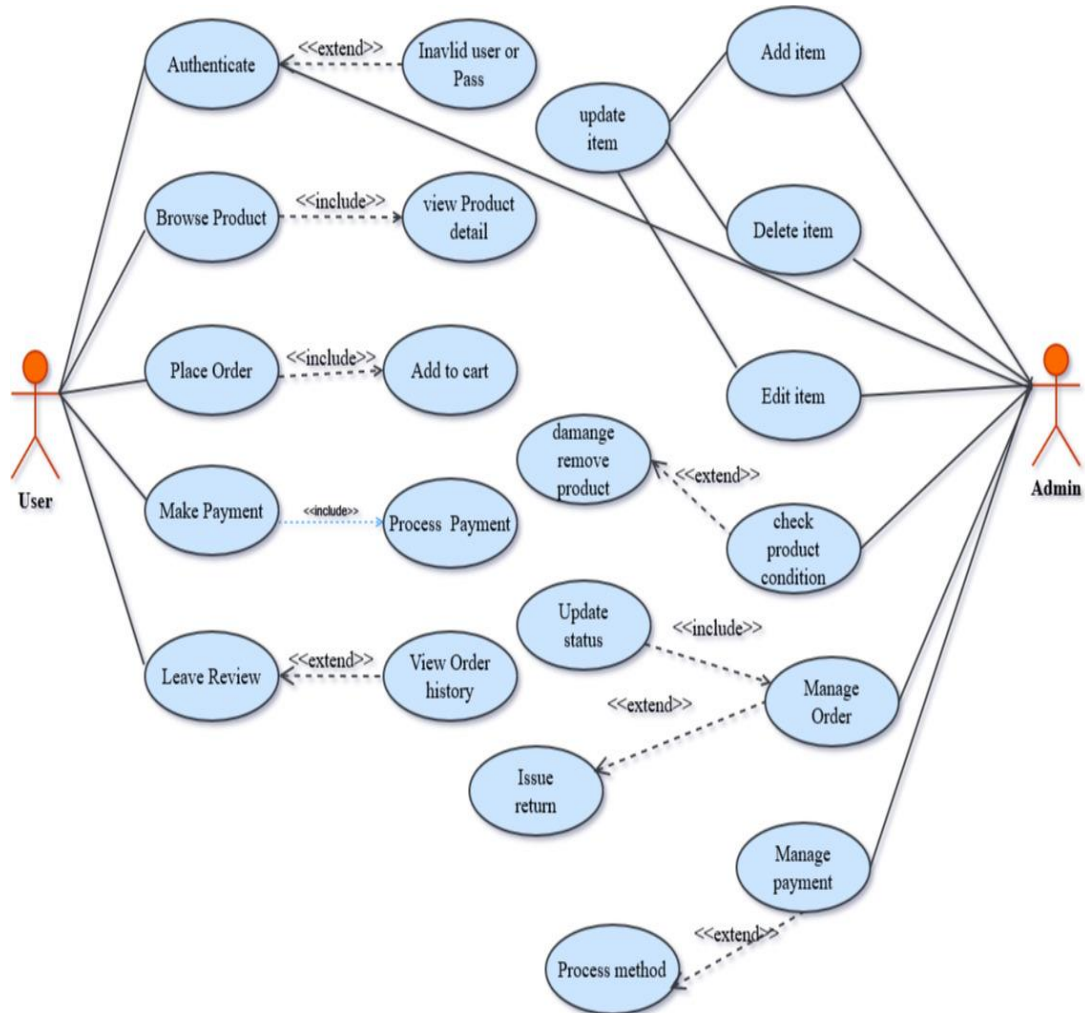 Authenticate
<<extend>>
Inavlid user or
Pass
Add item
update
item
Browse Product
<<include>>
view Product
detail
Delete item
Place Order
<<include>>
Add to cart
Edit item
User
Admin
damange
remove
product
<<extend>>
check
product
condition
Make Payment
<<include>>
Process Payment
Update
status
<<include>>
Leave Review
<<extend>>
View Order
history
Manage
Order
<<extend>>
Issue
return
Manage
payment
<<extend>>
Process method